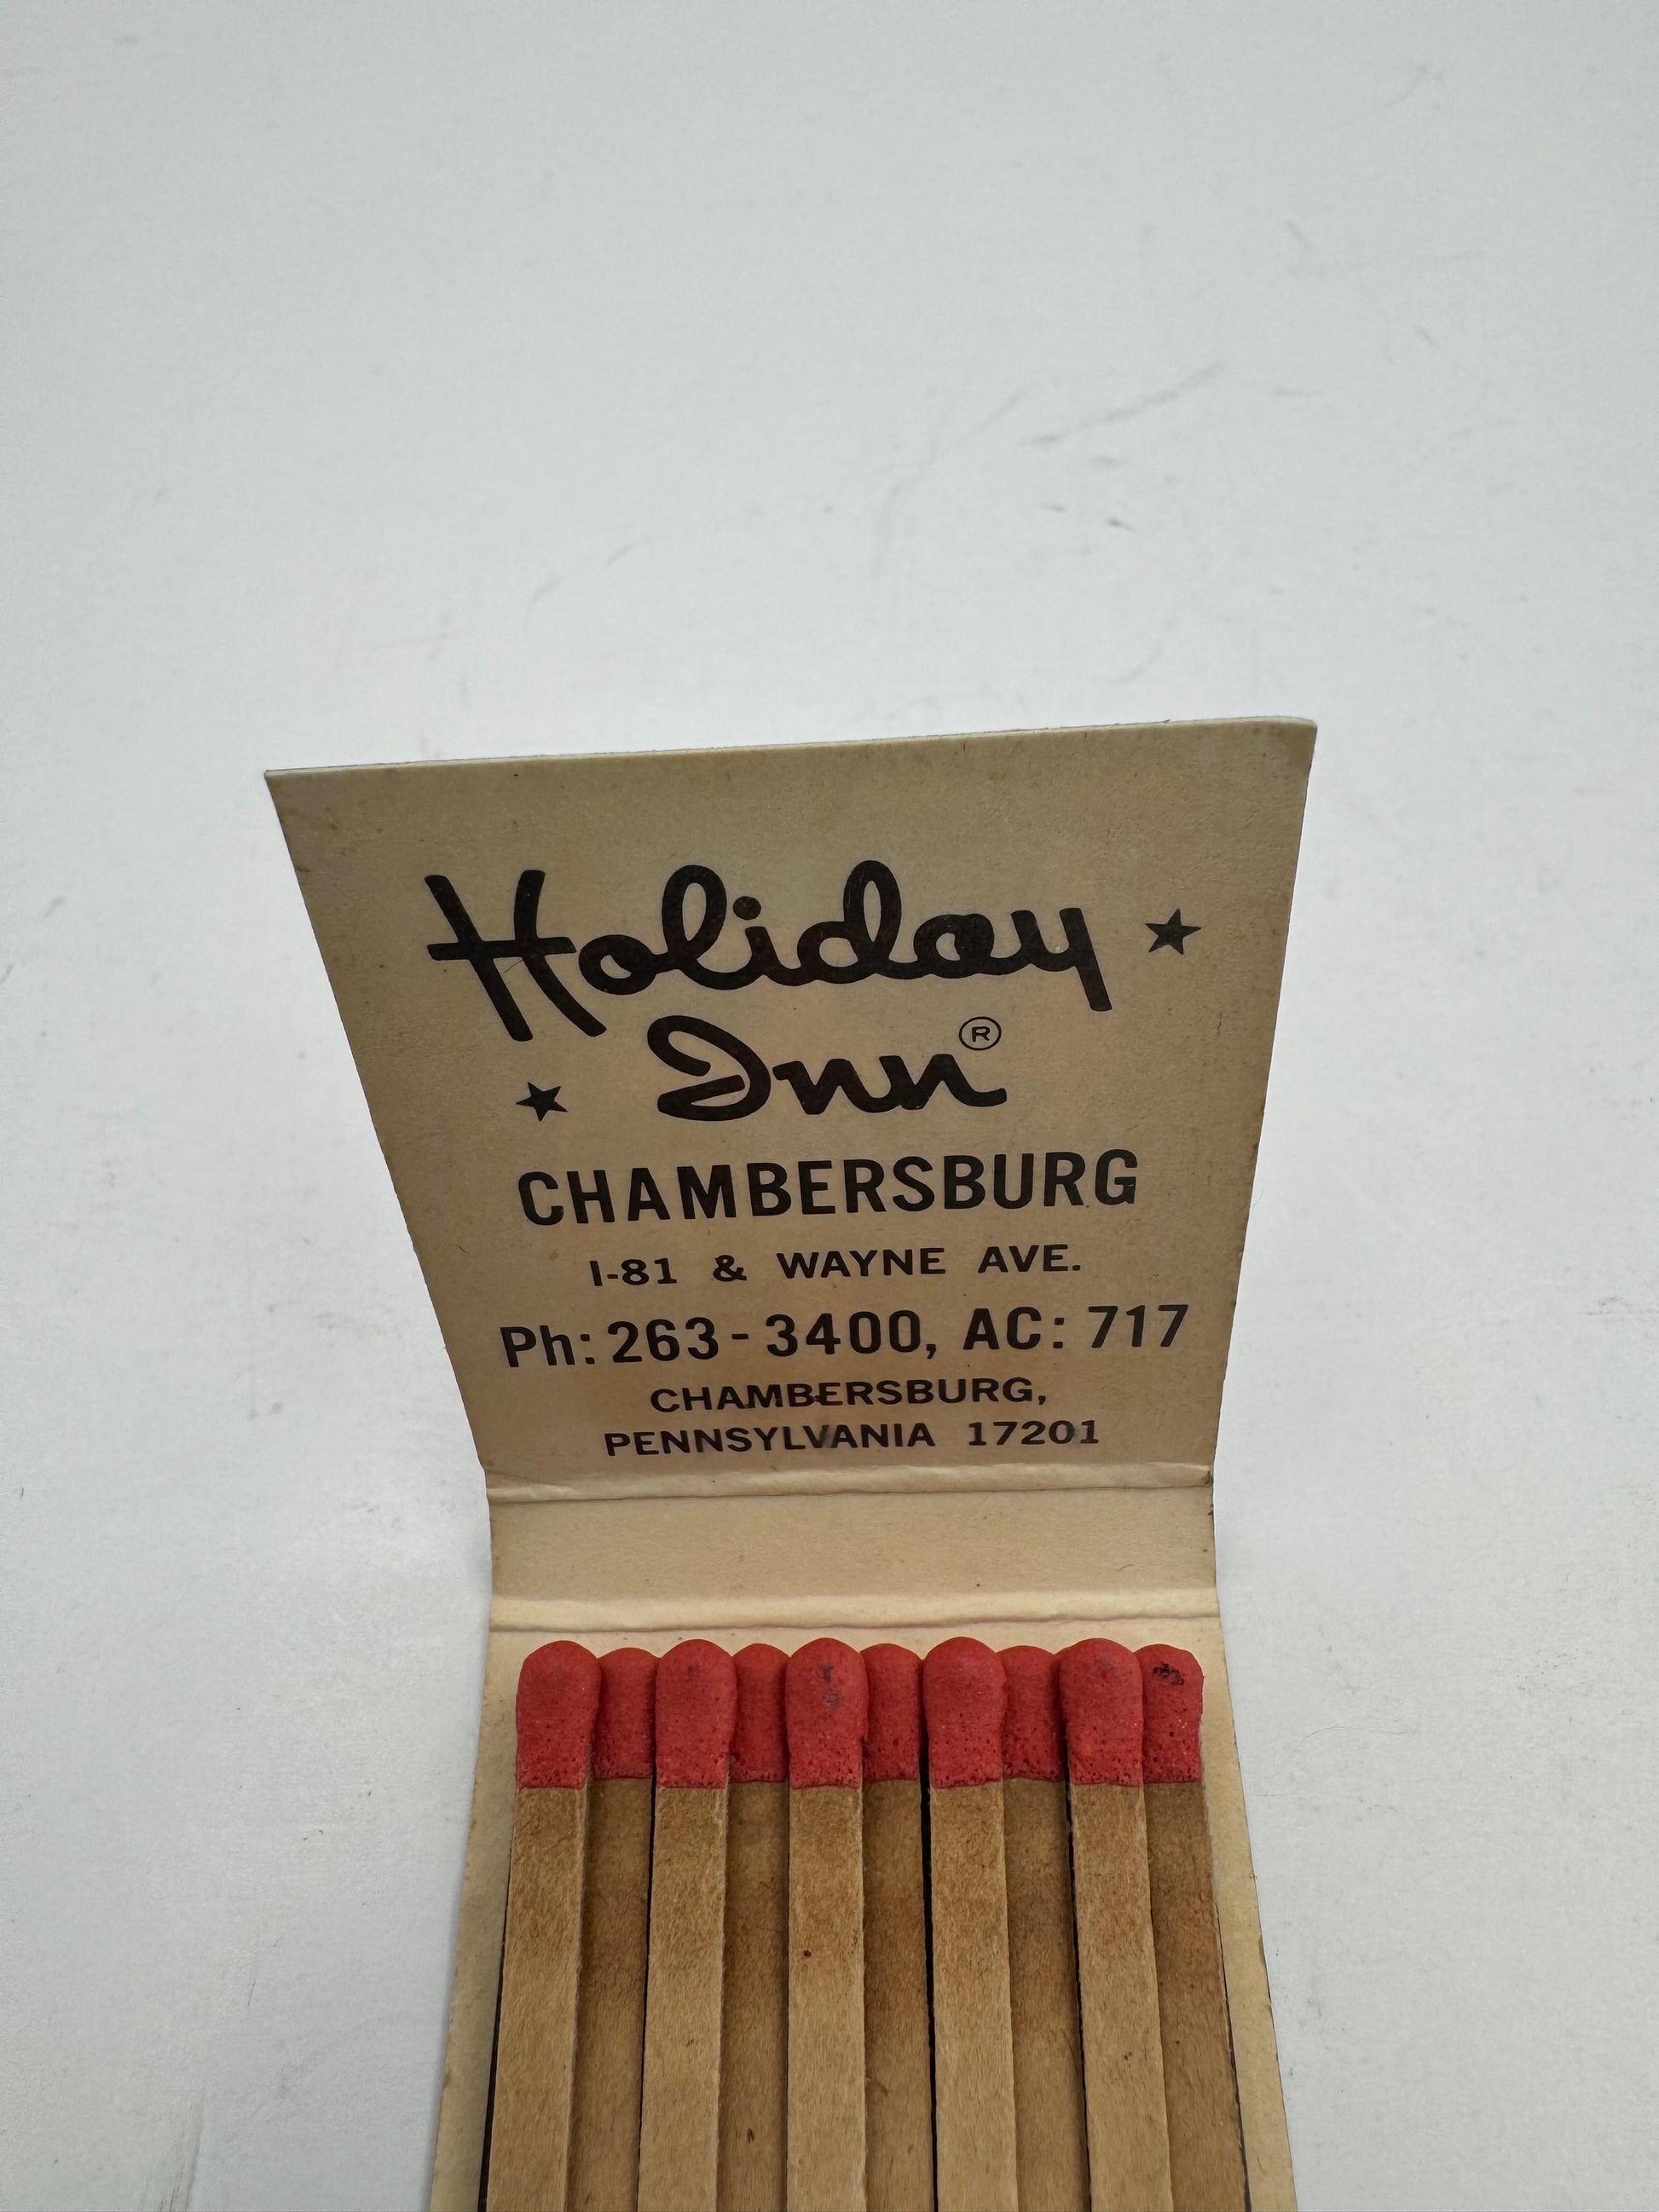 Holiday
Inn®
CHAMBERSBURG
I-81 & WAYNE AVE.
Ph: 263-3400, AC: 717
CHAMBERSBURG,
PENNSYLVANIA 17201